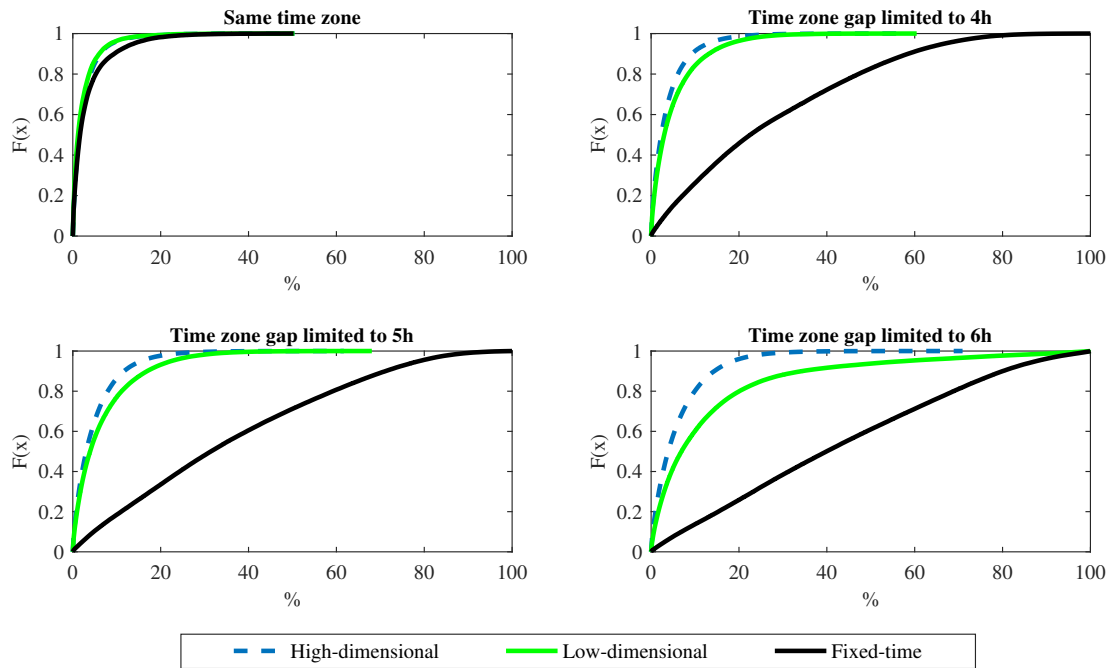 Same time zone
1
0.8
0.6
0.4
0.2
0
F(x)
0 20 40 60 80 100
%
Time zone gap limited to 4h
1
0.8
0.6
0.4
0.2
0
F(x)
0 20 40 60 80 100
%
Time zone gap limited to 5h
1
0.8
0.6
0.4
0.2
0
F(x)
0 20 40 60 80 100
%
Time zone gap limited to 6h
1
0.8
0.6
0.4
0.2
0
F(x)
0 20 40 60 80 100
%
High-dimensional Low-dimensional Fixed-time